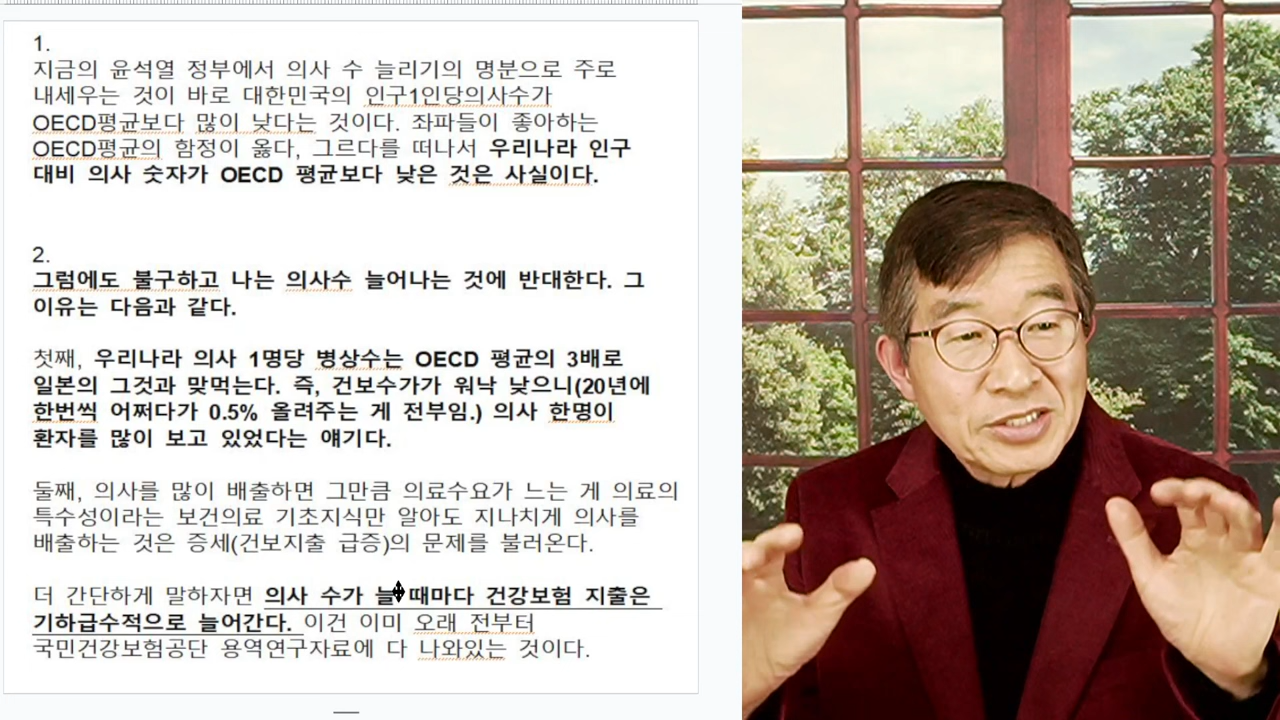 1.
지금의 윤석열 정부에서 의사 수 늘리기의 명분으로 주로
내세우는 것이 바로 대한민국의 인구1인당의사수가
OECD평균보다 많이 낮다는 것이다. 좌파들이 좋아하는
OECD평균의 함정이 옳다, 그르다를 떠나서 우리나라 인구
대비 의사 숫자가 OECD 평균보다 낮은 것은 사실이다.
2.
그럼에도 불구하고 나는 의사수 늘어나는 것에 반대한다. 그
이유는 다음과 같다.
첫째, 우리나라 의사 1명당 병상수는 OECD 평균의 3배로
일본의 그것과 맞먹는다. 즉, 건보수가가 워낙 낮으니(20년에
한번씩 어쩌다가 0.5% 올려주는 게 전부임.) 의사 한명이
환자를 많이 보고 있었다는 얘기다.
둘째, 의사를 많이 배출하면 그만큼 의료수요가 느는 게 의료의
특수성이라는 보건의료 기초지식만 알아도 지나치게 의사를
배출하는 것은 증세(건보지출 급증)의 문제를 불러온다.
더 간단하게 말하자면 의사 수가 늘 때마다 건강보험 지출은
기하급수적으로 늘어간다. 이건 이미 오래 전부터
국민건강보험공단 용역연구자료에 다 나와있는 것이다.